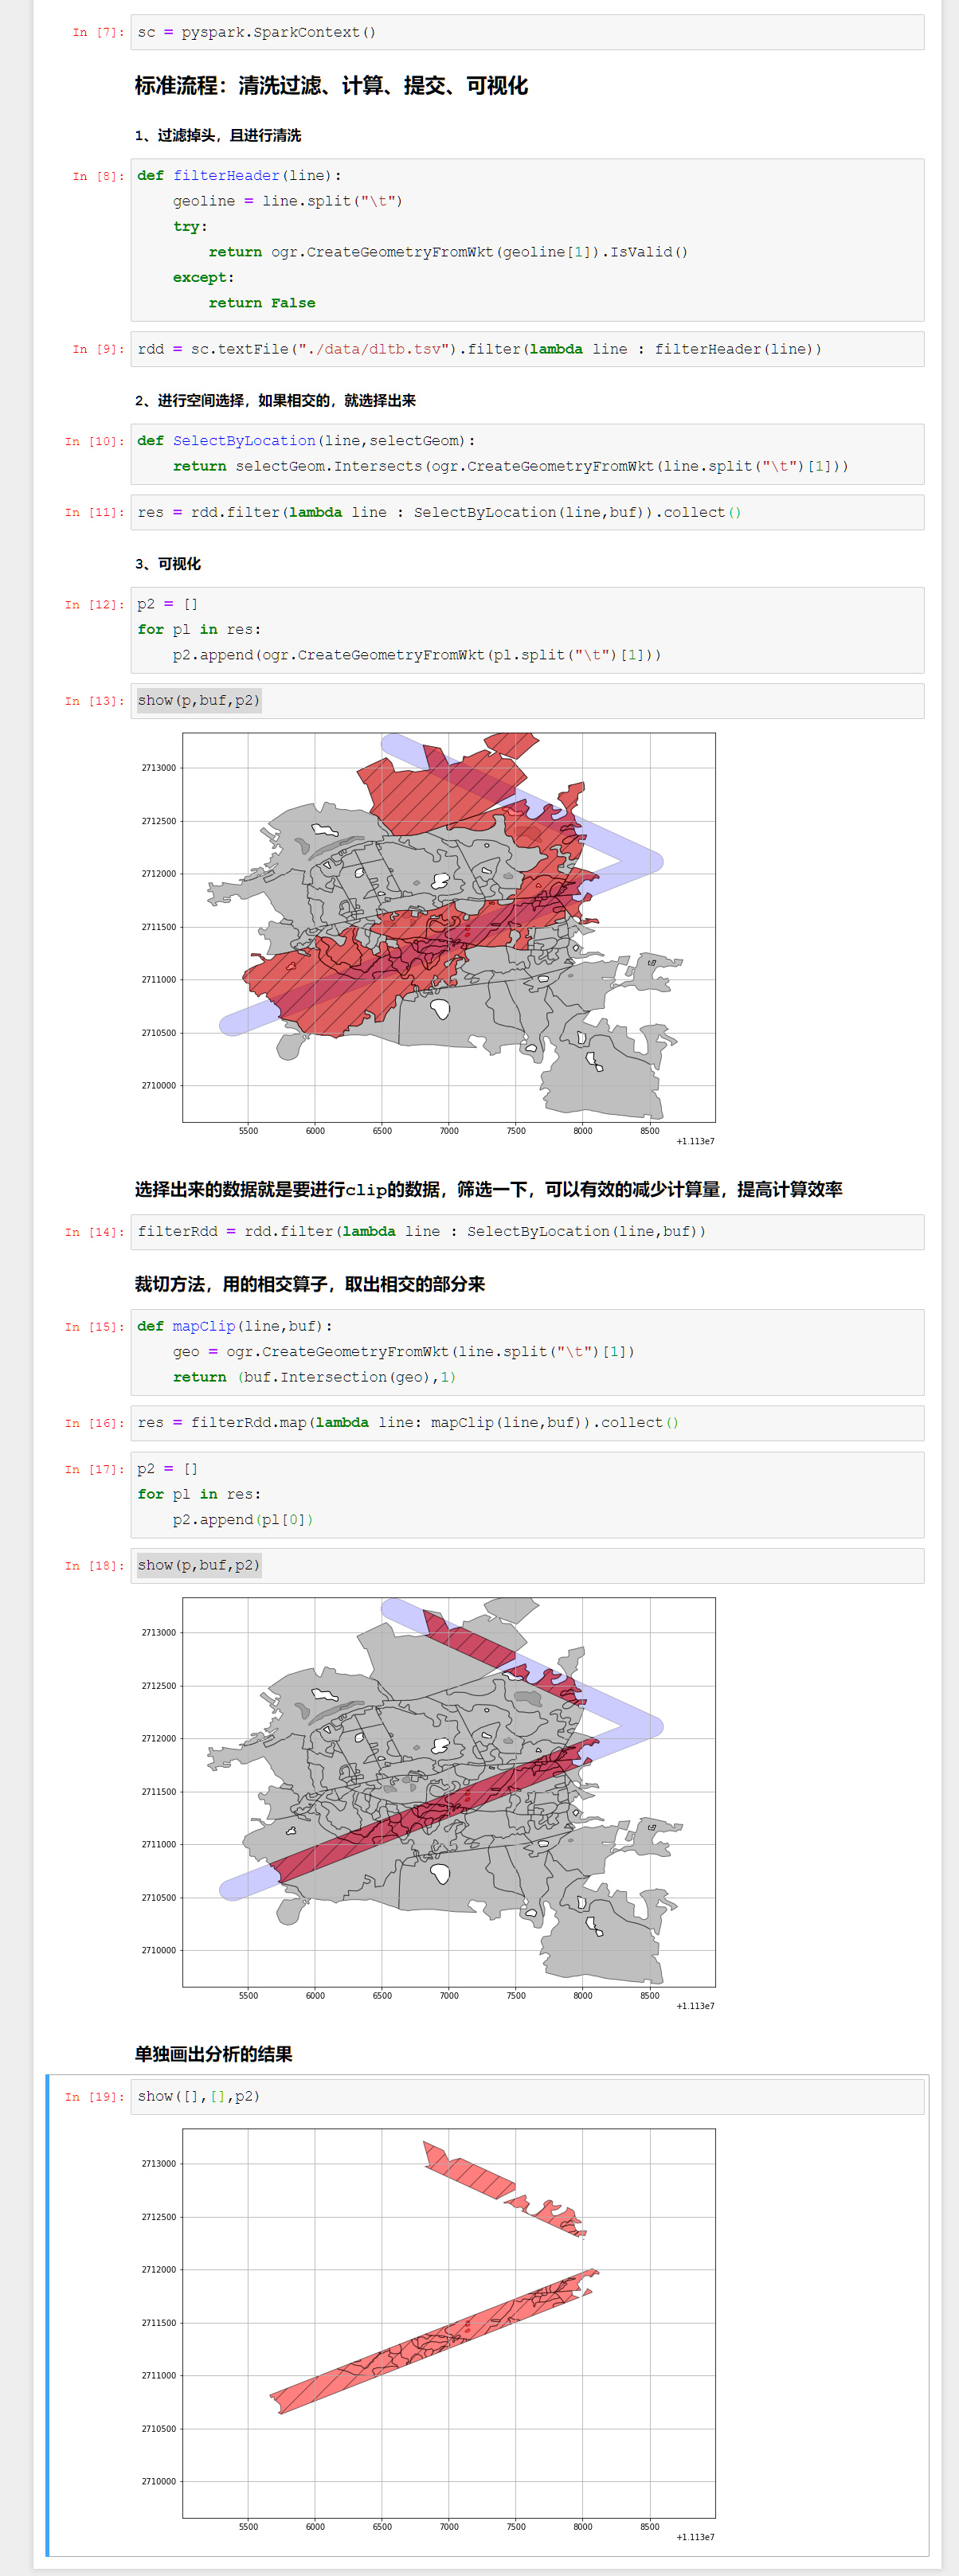 In [7]: sc = pyspark.SparkContext()
标准流程：清洗过滤、计算、提交、可视化
1、过滤掉头，且进行清洗
In [8]: def filterHeader(line):
geoline = line.split("\t")
try:
return ogr.CreateGeometryFromWkt(geoline[1]).IsValid()
except:
return False
In [9]: rdd = sc.textFile("./data/dltb.tsv").filter(lambda line : filterHeader(line))
2、进行空间选择，如果相交的，就选择出来
In [10]: def SelectByLocation(line,selectGeom):
return selectGeom.Intersects(ogr.CreateGeometryFromWkt(line.split("\t")[1]))
In [11]: res = rdd.filter(lambda line : SelectByLocation(line,buf)).collect()
3、可视化
In [12]: p2 = []
for pl in res:
p2.append(ogr.CreateGeometryFromWkt(pl.split("\t")[1]))
In [13]: show(p,buf,p2)
2713000
2712500
2712000
2711500
2711000
2710500
2710000
5500 6000 6500 7000 7500 8000 8500
+1.113e7
选择出来的数据就是要进行clip的数据，筛选一下，可以有效的减少计算量，提高计算效率
In [14]: filterRdd = rdd.filter(lambda line : SelectByLocation(line,buf))
裁切方法，用的相交算子，取出相交的部分来
In [15]: def mapClip(line,buf):
geo = ogr.CreateGeometryFromWkt(line.split("\t")[1])
return (buf.Intersection(geo),1)
In [16]: res = filterRdd.map(lambda line: mapClip(line,buf)).collect()
In [17]: p2 = []
for pl in res:
p2.append(pl[0])
In [18]: show(p,buf,p2)
2713000
2712500
2712000
2711500
2711000
2710500
2710000
5500 6000 6500 7000 7500 8000 8500
+1.113e7
单独画出分析的结果
In [19]: show([],[],p2)
2713000
2712500
2712000
2711500
2711000
2710500
2710000
5500 6000 6500 7000 7500 8000 8500
+1.113e7